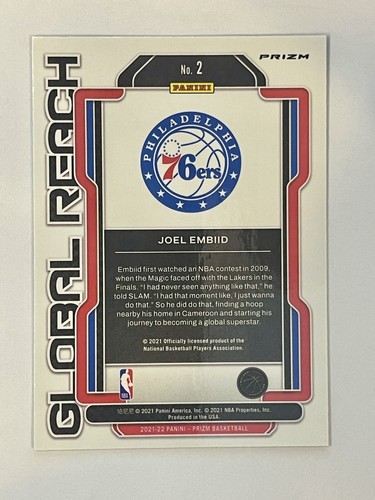 No. 2
PRIZM
PANINI
GLOBAL REACH
PHILADELPHIA
76ers
JOEL EMBIID
Embiid first watched an NBA contest in 2009,
when the Magic faced off with the Lakers in the
Finals. "I had never seen anything like that," he
told SLAM. "I had that moment like, I just wanna
do that." So he did do that, finding a hoop
nearby his home in Cameroon and starting his
journey to becoming a global superstar.
© 2021 Officially licensed product of the
National Basketball Players Association.
帕尼尼 © 2021 Panini America, Inc. © 2021 NBA Properties, Inc.
Produced in the USA.
2021-22 PANINI – PRIZM BASKETBALL